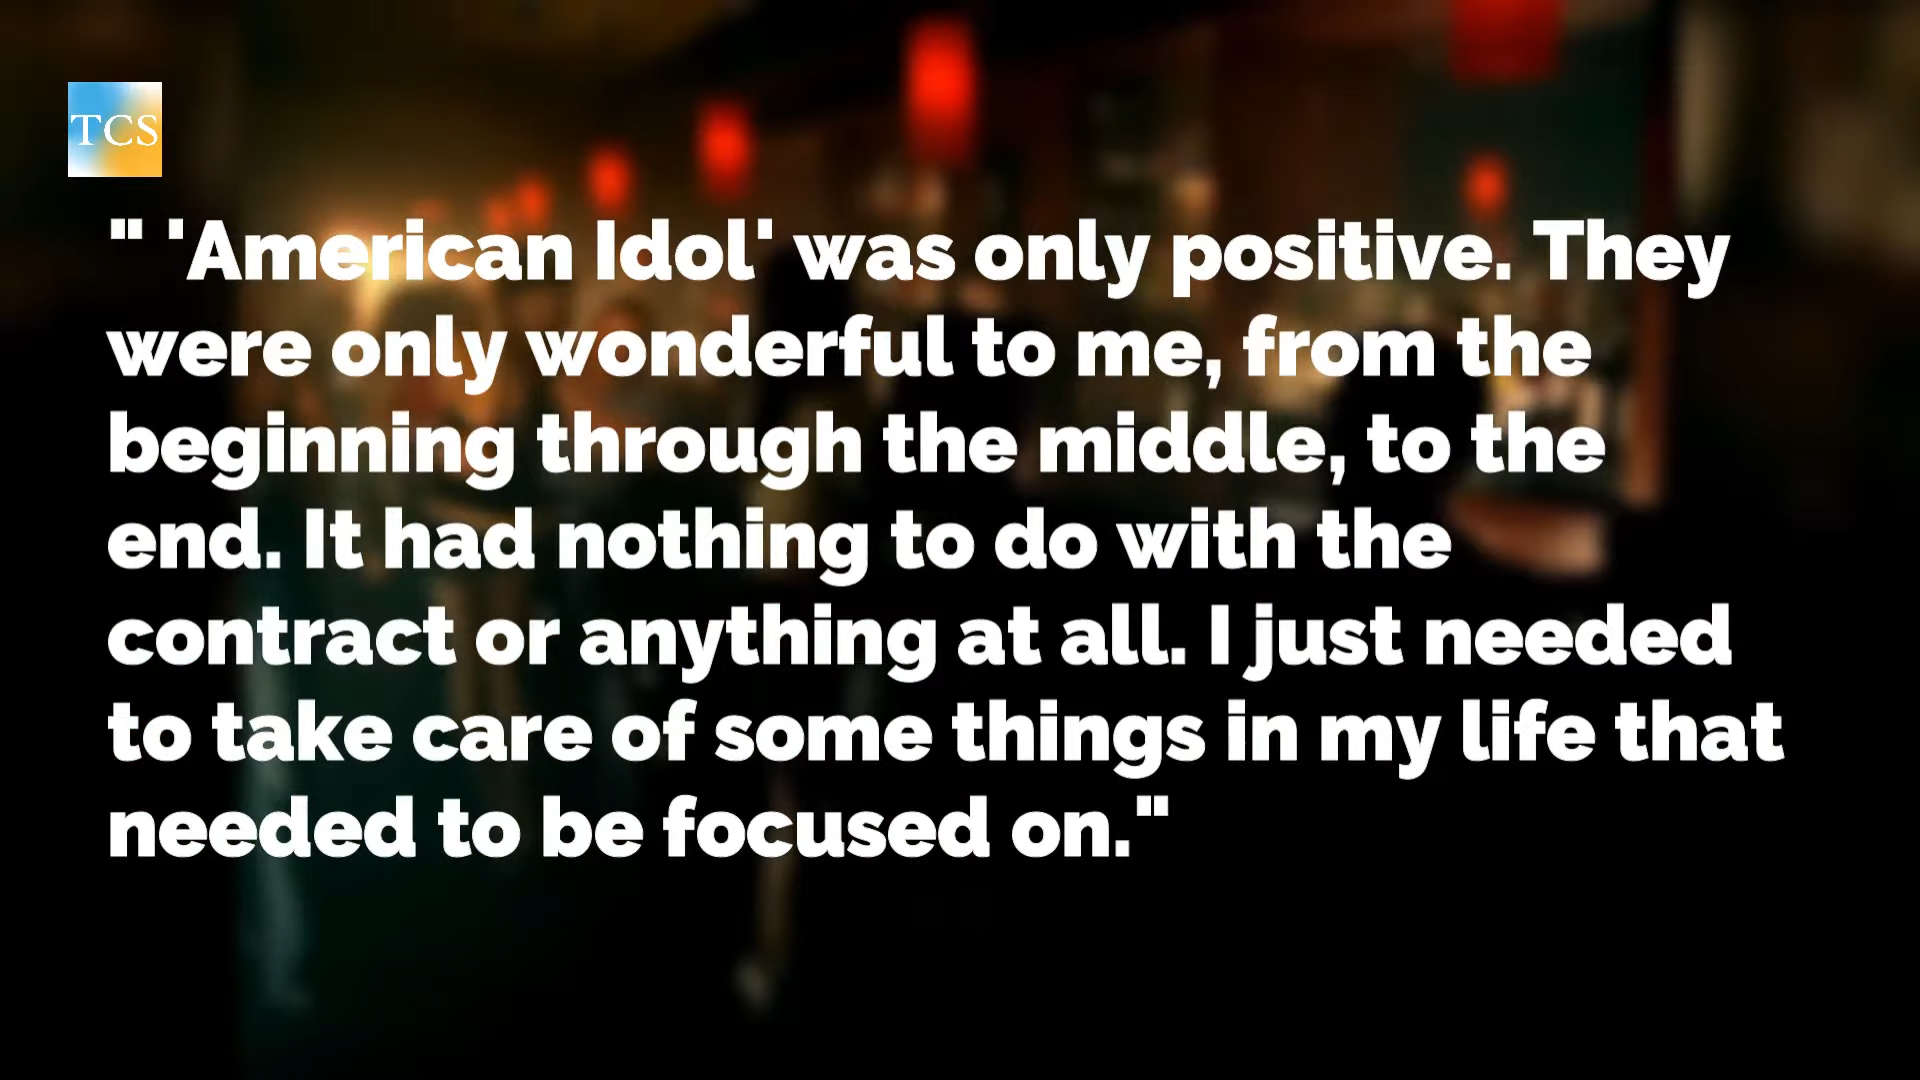 TCS
" 'American Idol' was only positive. They
were only wonderful to me, from the
beginning through the middle, to the
end. It had nothing to do with the
contract or anything at all. I just needed
to take care of some things in my life that
needed to be focused on."